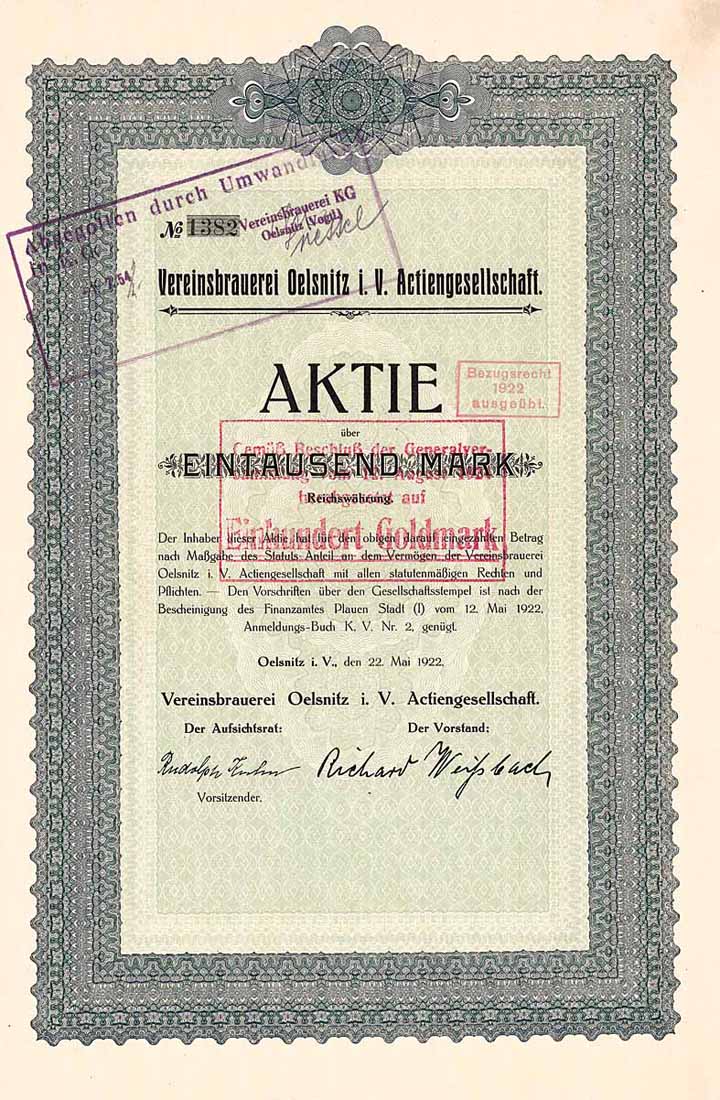 Abgegolten durch Umwandl
Vereinsbrauerei KG
Oelsnitz (Vogtl)
№ 1382
Vereinsbrauerei Oelsnitz i. V. Actiengesellschaft.
AKTIE
Bezugsrecht
1922
ausgeübt.
über
Gemäß Beschluß der Generalver-
EINTAUSEND MARK
August
Reichswährung.
auf
Einhundert Goldmark
Der Inhaber dieser Aktie hat für den obigen darauf eingezahlten Betrag
nach Maßgabe des Statuts Anteil an dem Vermögen der Vereinsbrauerei
Oelsnitz i. V. Actiengesellschaft mit allen statutenmäßigen Rechten und
Pflichten. — Den Vorschriften über den Gesellschaftsstempel ist nach der
Bescheinigung des Finanzamtes Plauen Stadt (I) vom 12. Mai 1922,
Anmeldungs-Buch K. V. Nr. 2, genügt.
Oelsnitz i. V., den 22. Mai 1922.
Vereinsbrauerei Oelsnitz i. V. Actiengesellschaft.
Der Aufsichtsrat: Der Vorstand:
Rudolph Richard Weißbach
Vorsitzender.